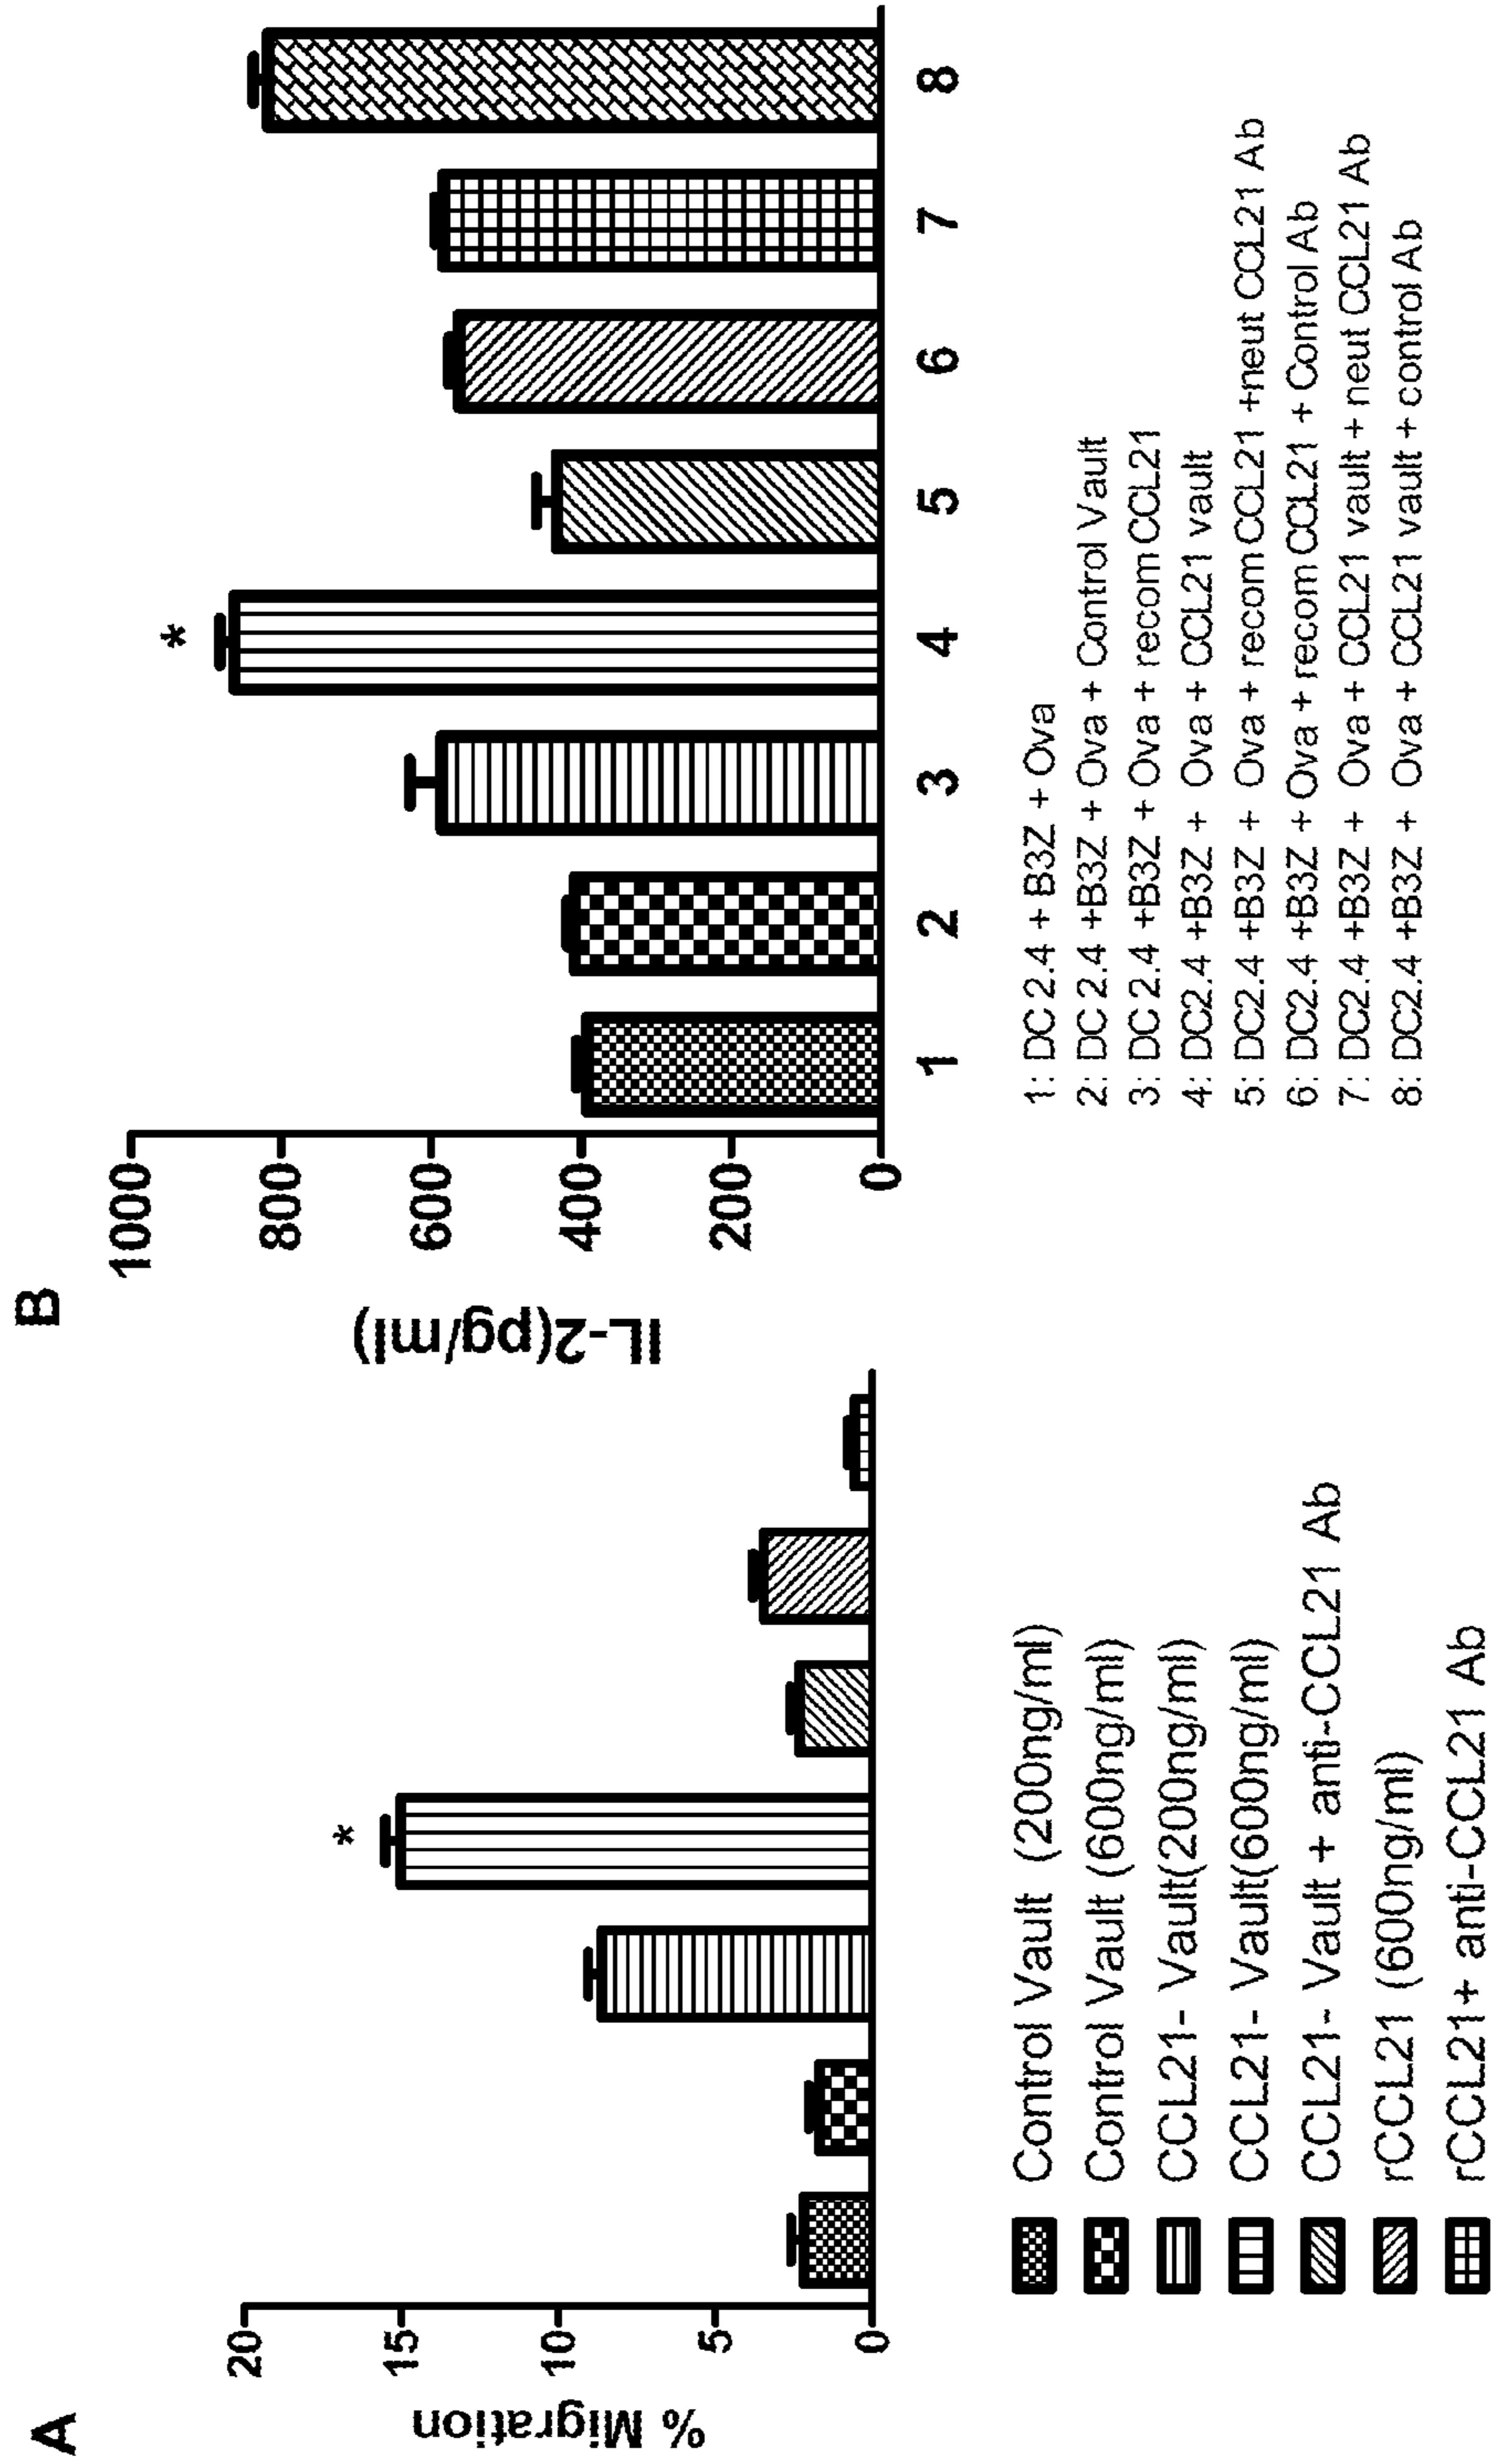 A
% Migration
20
15
10
5
0
*
Control Vault (200ng/ml)
Control Vault (600ng/ml)
CCL21- Vault(200ng/ml)
CCL21- Vault(600ng/ml)
CCL21- Vault + anti-CCL21 Ab
rCCL21 (600ng/ml)
rCCL21+ anti-CCL21 Ab
B
IL-2(pg/ml)
1000
800
600
400
200
0
*
1 2 3 4 5 6 7 8
1: DC 2.4 + B3Z + Ova
2: DC 2.4 +B3Z + Ova + Control Vault
3: DC 2.4 +B3Z + Ova + recom CCL21
4: DC2.4 +B3Z + Ova + CCL21 vault
5: DC2.4 +B3Z + Ova + recom CCL21 +neut CCL21 Ab
6: DC2.4 +B3Z + Ova + recom CCL21 + Control Ab
7: DC2.4 +B3Z + Ova + CCL21 vault + neut CCL21 Ab
8: DC2.4 +B3Z + Ova + CCL21 vault + control Ab